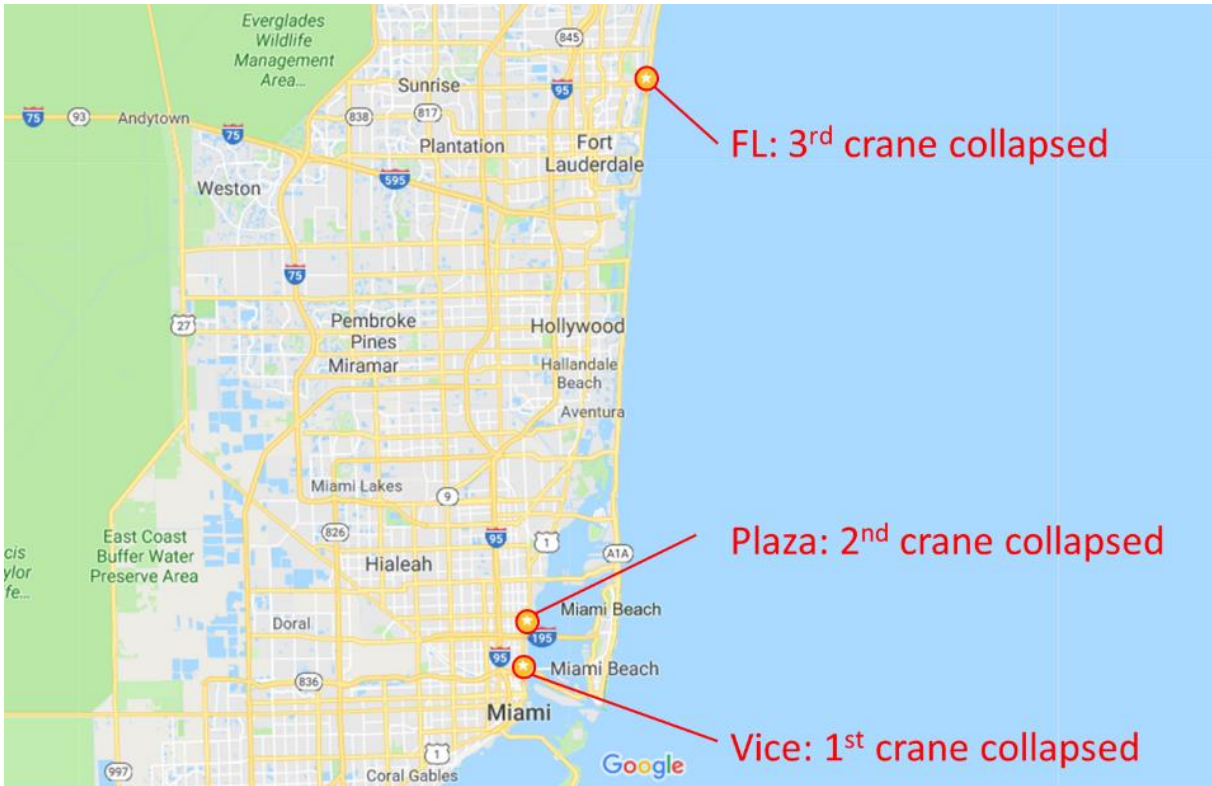 Everglades
Wildlife
Management
Area...
845
Sunrise
95
75
93
Andytown
838
817
FL: 3rd crane collapsed
75
Plantation
Fort
Lauderdale
Weston
595
75
27
Pembroke
Pines
Hollywood
Miramar
Hallandale
Beach
Aventura
Miami Lakes
9
826
95
1
A1A
East Coast
Buffer Water
Preserve Area
Hialeah
Plaza: 2nd crane collapsed
cis
ylor
fe...
Doral
Miami Beach
195
95
Miami Beach
836
Miami
Vice: 1st crane collapsed
1
997
Coral Gables
Google